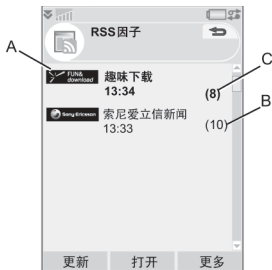 A
RSS因子
C
FUN&
download
趣味下载
13:34
(8)
B
Sony Ericsson
索尼爱立信新闻
13:33
(10)
更新
打开
更多